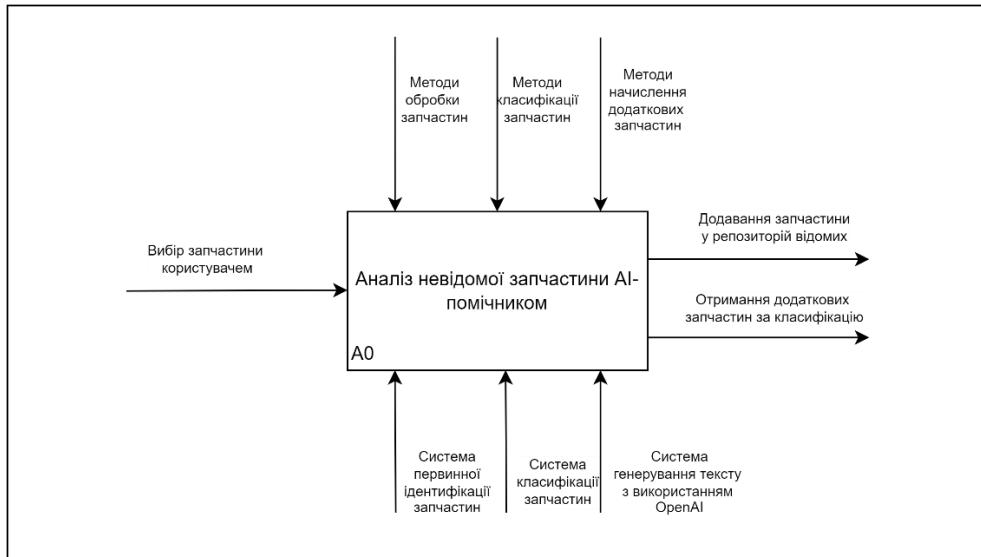 Методи
обробки
запчастин
Методи
класифікації
запчастин
Методи
начислення
додаткових
запчастин
Вибір запчастини
користувачем
Аналіз невідомої запчастини АІ-
помічником
А0
Додавання запчастини
у репозиторій відомих
Отримання додаткових
запчастин за класифікацію
Система
первинної
ідентифікації
запчастин
Система
класифікації
запчастин
Система
генерування тексту
з використанням
OpenAI